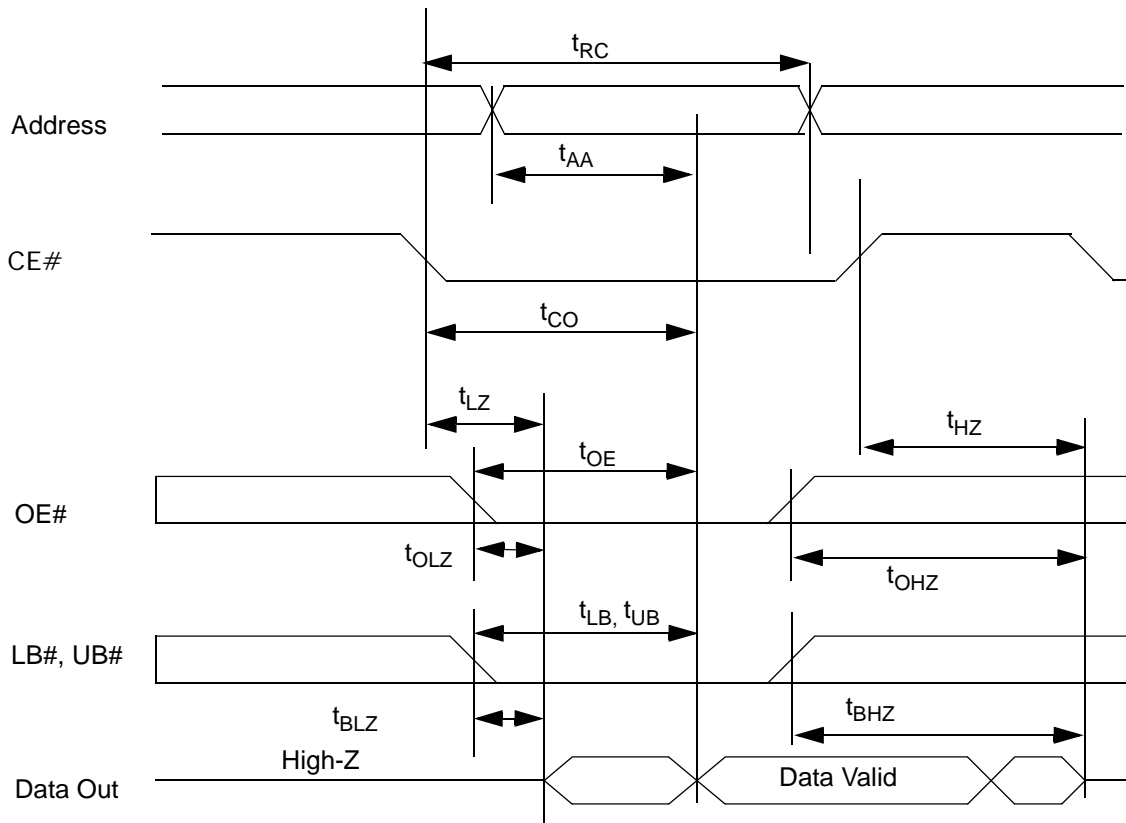 tRC
Address
tAA
CE#
tCO
tLZ
tHZ
tOE
OE#
tOLZ
tOHZ
tLB, tUB
LB#, UB#
tBLZ
tBHZ
High-Z
Data Valid
Data Out